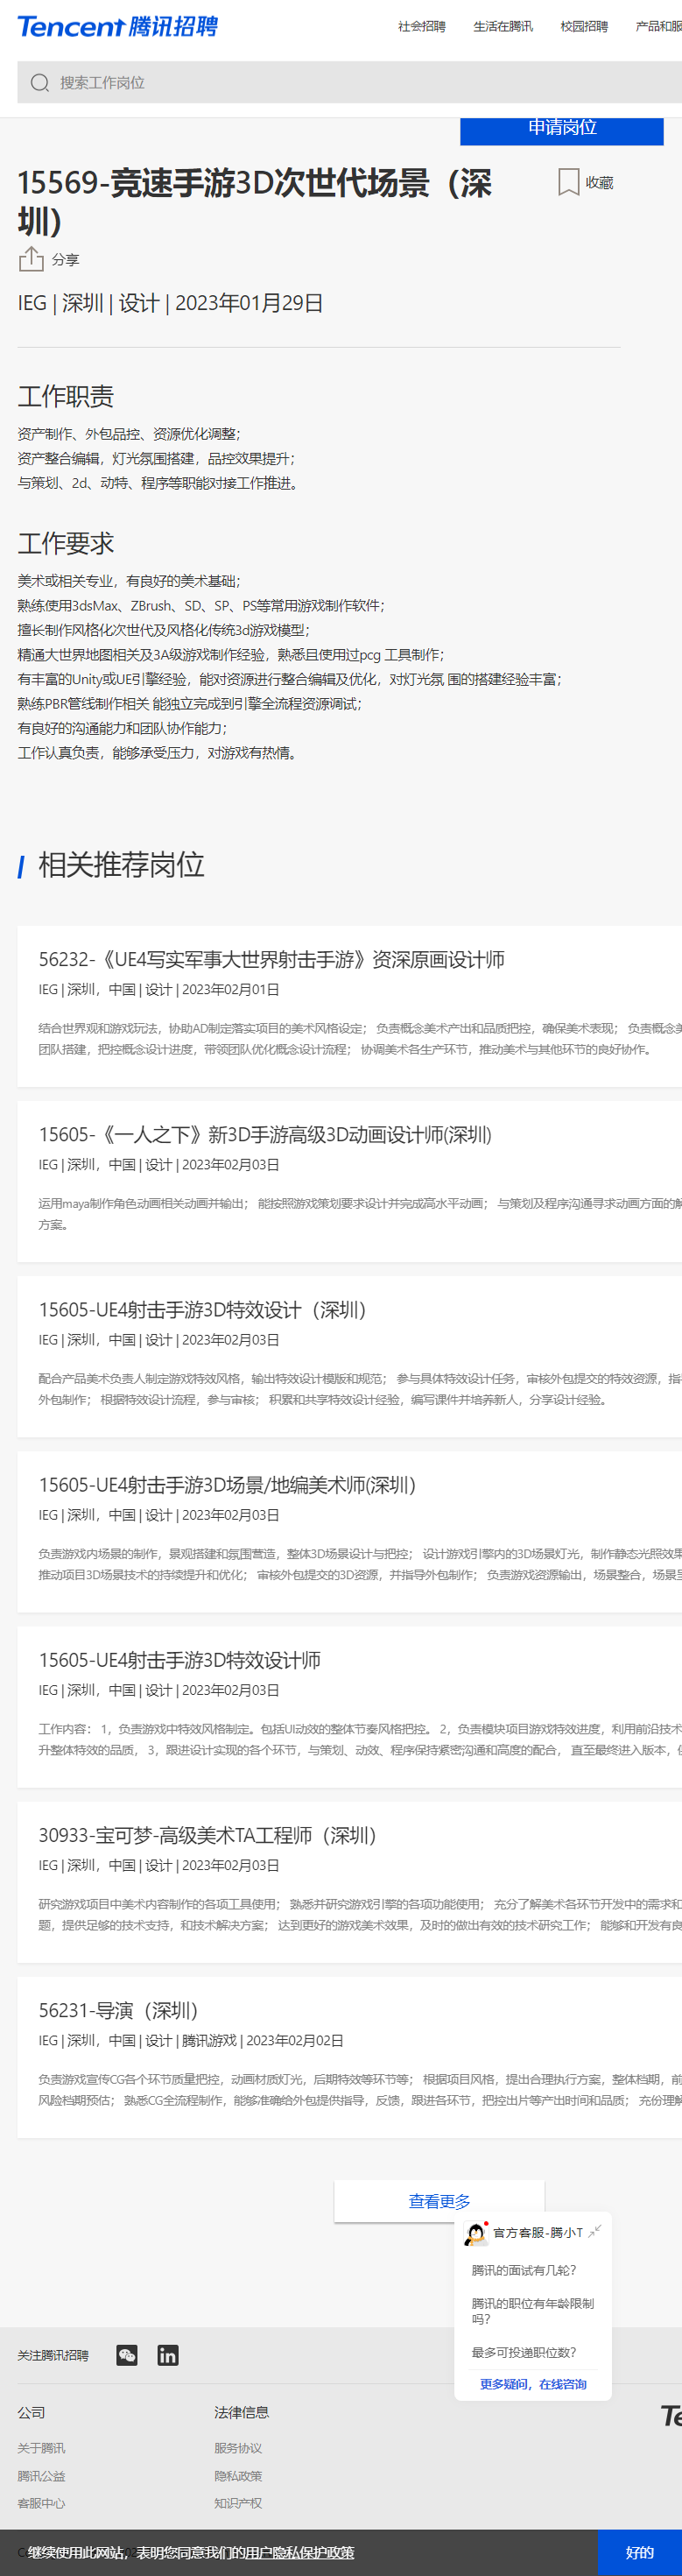 Tencent 腾讯招聘
社会招聘 生活在腾讯 校园招聘 产品和服
搜索工作岗位
申请岗位
15569-竞速手游3D次世代场景（深
圳）
收藏
分享
IEG | 深圳 | 设计 | 2023年01月29日
工作职责
资产制作、外包品控、资源优化调整；
资产整合编辑，灯光氛围搭建，品控效果提升；
与策划、2d、动特、程序等职能对接工作推进。
工作要求
美术或相关专业，有良好的美术基础；
熟练使用3dsMax、ZBrush、SD、SP、PS等常用游戏制作软件；
擅长制作风格化次世代及风格化传统3d游戏模型；
精通大世界地图相关及3A级游戏制作经验，熟悉且使用过pcg 工具制作；
有丰富的Unity或UE引擎经验，能对资源进行整合编辑及优化，对灯光氛 围的搭建经验丰富；
熟练PBR管线制作相关 能独立完成到引擎全流程资源调试；
有良好的沟通能力和团队协作能力；
工作认真负责，能够承受压力，对游戏有热情。
相关推荐岗位
56232-《UE4写实军事大世界射击手游》资深原画设计师
IEG | 深圳，中国 | 设计 | 2023年02月01日
结合世界观和游戏玩法，协助AD制定落实项目的美术风格设定； 负责概念美术产出和品质把控，确保美术表现； 负责概念美
团队搭建，把控概念设计进度，带领团队优化概念设计流程； 协调美术各生产环节，推动美术与其他环节的良好协作。
15605-《一人之下》新3D手游高级3D动画设计师(深圳)
IEG | 深圳，中国 | 设计 | 2023年02月03日
运用maya制作角色动画相关动画并输出； 能按照游戏策划要求设计并完成高水平动画； 与策划及程序沟通寻求动画方面的解
方案。
15605-UE4射击手游3D特效设计（深圳）
IEG | 深圳，中国 | 设计 | 2023年02月03日
配合产品美术负责人制定游戏特效风格，输出特效设计模版和规范； 参与具体特效设计任务，审核外包提交的特效资源，指
外包制作； 根据特效设计流程，参与审核； 积累和共享特效设计经验，编写课件并培养新人，分享设计经验。
15605-UE4射击手游3D场景/地编美术师(深圳）
IEG | 深圳，中国 | 设计 | 2023年02月03日
负责游戏内场景的制作，景观搭建和氛围营造，整体3D场景设计与把控； 设计游戏引擎内的3D场景灯光，制作静态光照效果
推动项目3D场景技术的持续提升和优化； 审核外包提交的3D资源，并指导外包制作； 负责游戏资源输出，场景整合，场景呈
15605-UE4射击手游3D特效设计师
IEG | 深圳，中国 | 设计 | 2023年02月03日
工作内容： 1，负责游戏中特效风格制定。包括UI动效的整体节奏风格把控。 2，负责模块项目游戏特效进度，利用前沿技术
升整体特效的品质， 3，跟进设计实现的各个环节，与策划、动效、程序保持紧密沟通和高度的配合， 直至最终进入版本，
30933-宝可梦-高级美术TA工程师（深圳）
IEG | 深圳，中国 | 设计 | 2023年02月03日
研究游戏项目中美术内容制作的各项工具使用； 熟悉并研究游戏引擎的各项功能使用； 充分了解美术各环节开发中的需求和
题，提供足够的技术支持，和技术解决方案； 达到更好的游戏美术效果，及时的做出有效的技术研究工作； 能够和开发有良
56231-导演（深圳）
IEG | 深圳，中国 | 设计 | 腾讯游戏 | 2023年02月02日
负责游戏宣传CG各个环节质量把控，动画材质灯光，后期特效等环节等； 根据项目风格，提出合理执行方案，整体档期，前
风险档期预估； 熟悉CG全流程制作，能够准确给外包提供指导，反馈，跟进各环节，把控出片等产出时间和品质； 充份理解
查看更多
官方客服-腾小T
腾讯的面试有几轮?
腾讯的职位有年龄限制
吗?
最多可投递职位数?
更多疑问，在线咨询
关注腾讯招聘
公司 法律信息
关于腾讯 服务协议
腾讯公益 隐私政策
客服中心 知识产权
继续使用此网站，表明您同意我们的用户隐私保护政策
好的